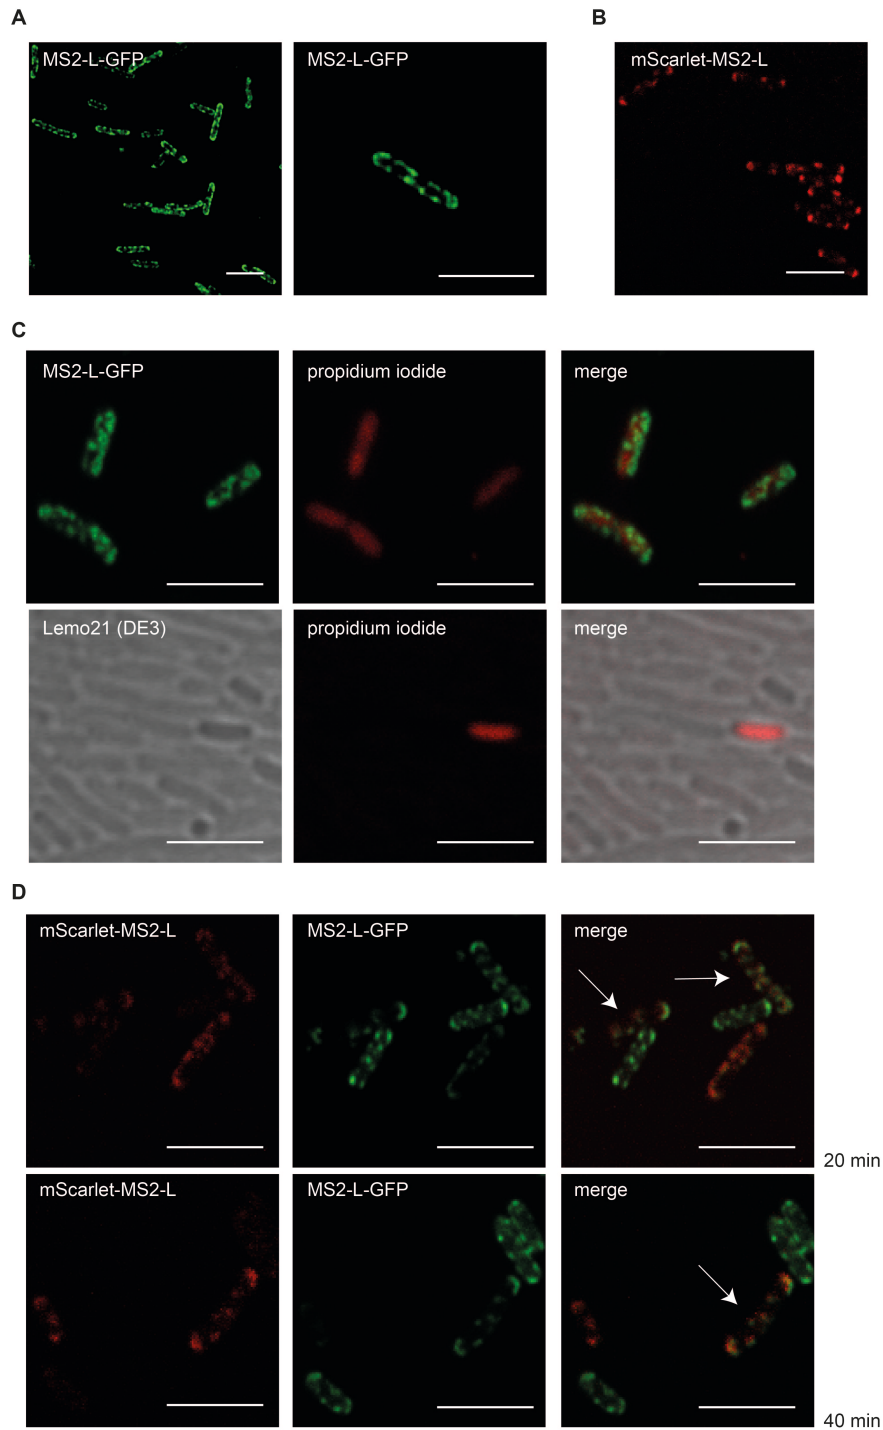 A
B
MS2-L-GFP
MS2-L-GFP
mScarlet-MS2-L
C
MS2-L-GFP
propidium iodide
merge
Lemo21 (DE3)
propidium iodide
merge
D
mScarlet-MS2-L
MS2-L-GFP
merge
20 min
mScarlet-MS2-L
MS2-L-GFP
merge
40 min